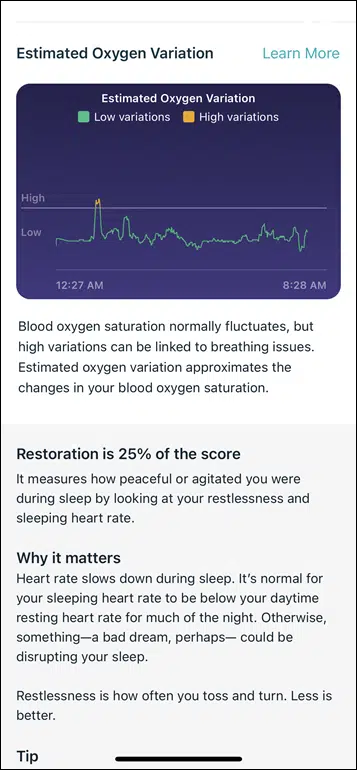 Estimated Oxygen Variation Learn More
Estimated Oxygen Variation
Low variations High variations
High
Low
12:27 AM 8:28 AM
Blood oxygen saturation normally fluctuates, but
high variations can be linked to breathing issues.
Estimated oxygen variation approximates the
changes in your blood oxygen saturation.
Restoration is 25% of the score
It measures how peaceful or agitated you were
during sleep by looking at your restlessness and
sleeping heart rate.
Why it matters
Heart rate slows down during sleep. It’s normal for
your sleeping heart rate to be below your daytime
resting heart rate for much of the night. Otherwise,
something—a bad dream, perhaps— could be
disrupting your sleep.
Restlessness is how often you toss and turn. Less is
better.
Tip